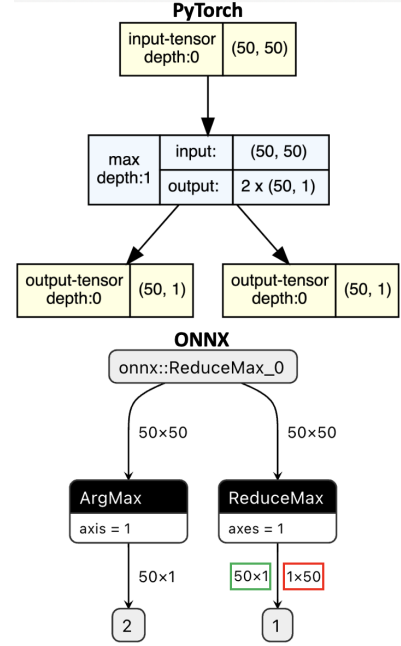 PyTorch
input-tensor
depth:0
(50, 50)
max
depth:1
input:
(50, 50)
output:
2 x (50, 1)
output-tensor
depth:0
(50, 1)
output-tensor
depth:0
(50, 1)
ONNX
onnx::ReduceMax_0
50×50
50×50
ArgMax
axis = 1
ReduceMax
axes = 1
50×1
50×1
1×50
2
1